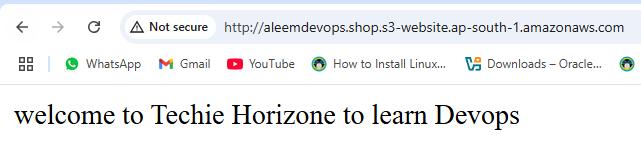 Not secure http://aleemdevops.shop.s3-website.ap-south-1.amazonaws.com
WhatsApp Gmail YouTube How to Install Linux... Downloads – Oracle...
welcome to Techie Horizone to learn Devops